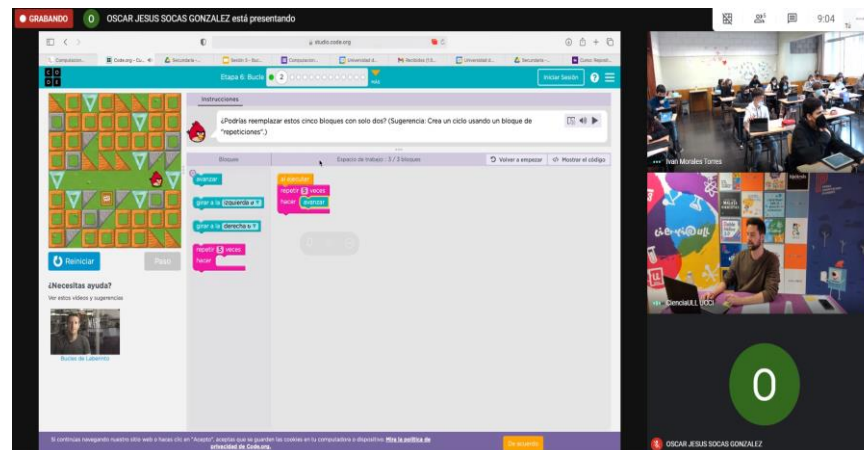 GRABANDO
O
OSCAR JESUS SOCAS GONZALEZ está presentando
9:04
studio.code.org
Etapa 6: Bucle
2
MÁS
Iniciar Sesión
?
Instrucciones
¿Podrías reemplazar estos cinco bloques con solo dos? (Sugerencia: Crea un ciclo usando un bloque de
"repeticiones".)
Bloques
Espacio de trabajo : 3 / 3 bloques
Volver a empezar
Mostrar el código
avanzar
girar a la izquierda
girar a la derecha
repetir 5 veces
hacer
al ejecutar
repetir 5 veces
hacer avanzar
Reiniciar
Paso
¿Necesitas ayuda?
Ver estos videos y sugerencias
Bucles de Laberinto
Si continúas navegando nuestro sitio web o haces clic en "Acepto", aceptas que se guarden las cookies en tu computadora o dispositivo. Mira la política de
privacidad de Code.org.
De acuerdo
Ivan Morales Torres
CienciaULL UCCi
O
OSCAR JESUS SOCAS GONZALEZ